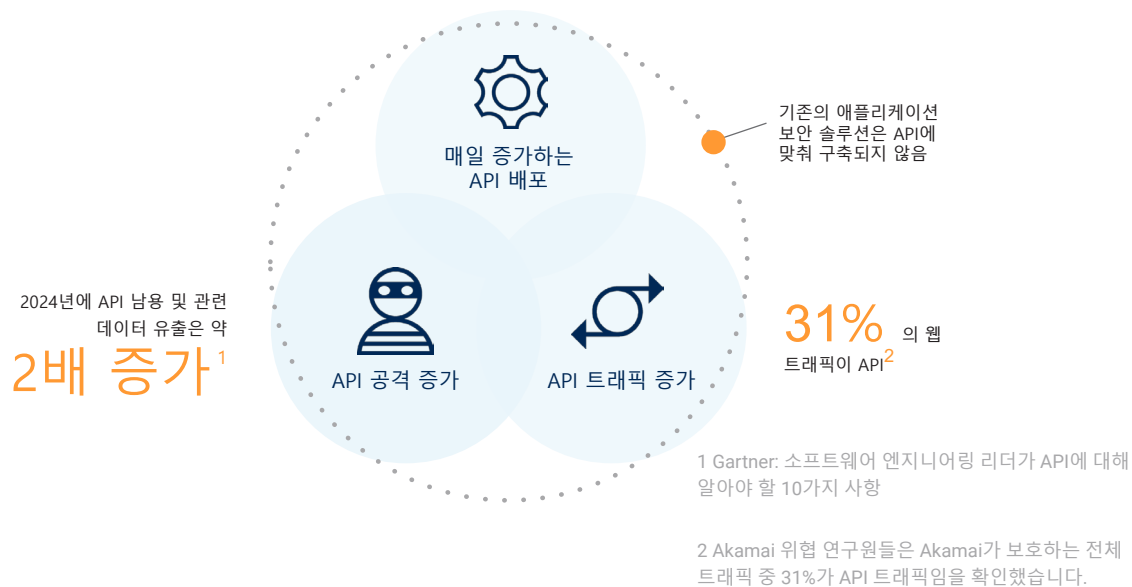 매일 증가하는
API 배포
기존의 애플리케이션
보안 솔루션은 API에
맞춰 구축되지 않음
2024년에 API 남용 및 관련
데이터 유출은 약
2배 증가 1
API 공격 증가
API 트래픽 증가
31% 의 웹
트래픽이 API2
1 Gartner: 소프트웨어 엔지니어링 리더가 API에 대해
알아야 할 10가지 사항
2 Akamai 위협 연구원들은 Akamai가 보호하는 전체
트래픽 중 31%가 API 트래픽임을 확인했습니다.